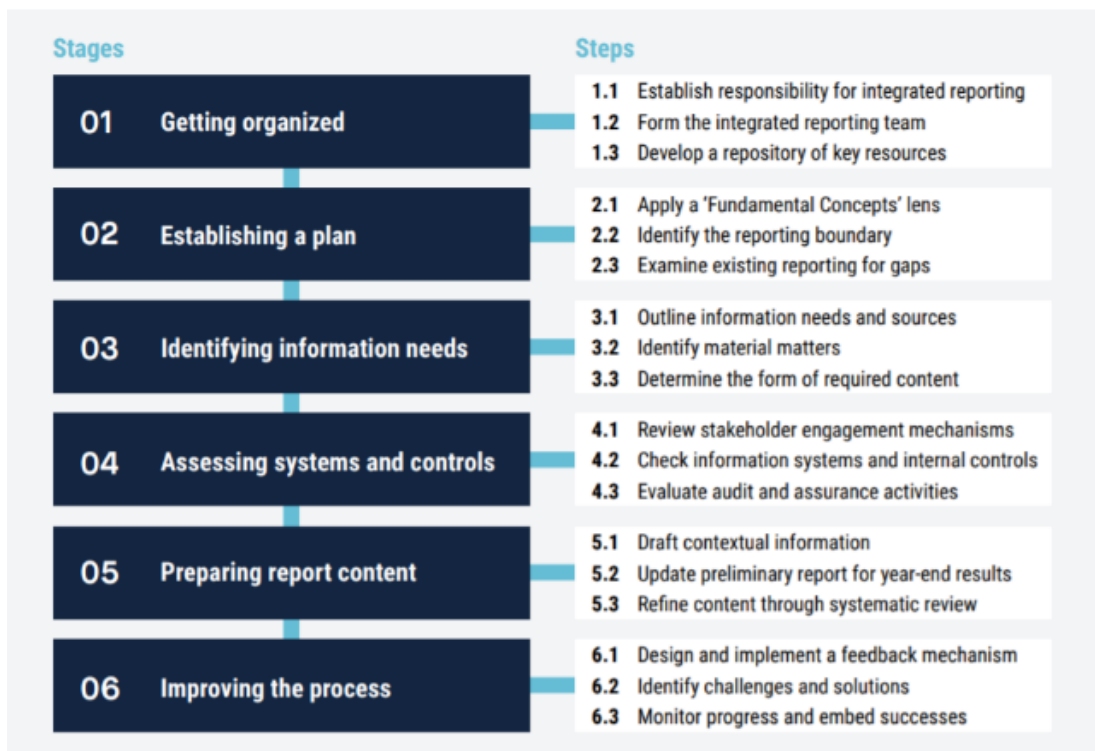 Stages
Steps
01 Getting organized
1.1 Establish responsibility for integrated reporting
1.2 Form the integrated reporting team
1.3 Develop a repository of key resources
02 Establishing a plan
2.1 Apply a ‘Fundamental Concepts’ lens
2.2 Identify the reporting boundary
2.3 Examine existing reporting for gaps
03 Identifying information needs
3.1 Outline information needs and sources
3.2 Identify material matters
3.3 Determine the form of required content
04 Assessing systems and controls
4.1 Review stakeholder engagement mechanisms
4.2 Check information systems and internal controls
4.3 Evaluate audit and assurance activities
05 Preparing report content
5.1 Draft contextual information
5.2 Update preliminary report for year-end results
5.3 Refine content through systematic review
06 Improving the process
6.1 Design and implement a feedback mechanism
6.2 Identify challenges and solutions
6.3 Monitor progress and embed successes